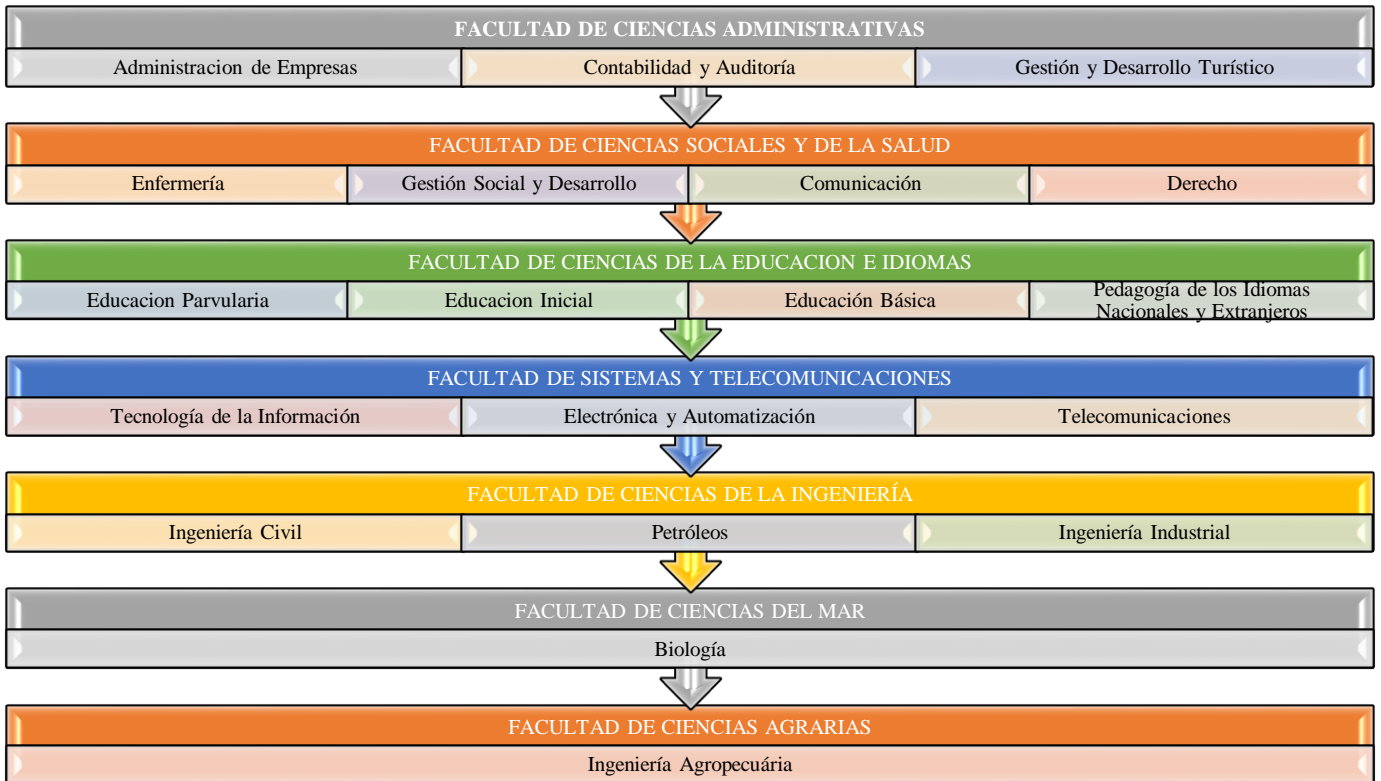 FACULTAD DE CIENCIAS ADMINISTRATIVAS
Administracion de Empresas
Contabilidad y Auditoría
Gestión y Desarrollo Turístico
FACULTAD DE CIENCIAS SOCIALES Y DE LA SALUD
Enfermería
Gestión Social y Desarrollo
Comunicación
Derecho
FACULTAD DE CIENCIAS DE LA EDUCACION E IDIOMAS
Educacion Parvularia
Educacion Inicial
Educación Básica
Pedagogía de los Idiomas
Nacionales y Extranjeros
FACULTAD DE SISTEMAS Y TELECOMUNICACIONES
Tecnología de la Información
Electrónica y Automatización
Telecomunicaciones
FACULTAD DE CIENCIAS DE LA INGENIERÍA
Ingeniería Civil
Petróleos
Ingeniería Industrial
FACULTAD DE CIENCIAS DEL MAR
Biología
FACULTAD DE CIENCIAS AGRARIAS
Ingeniería Agropecuária